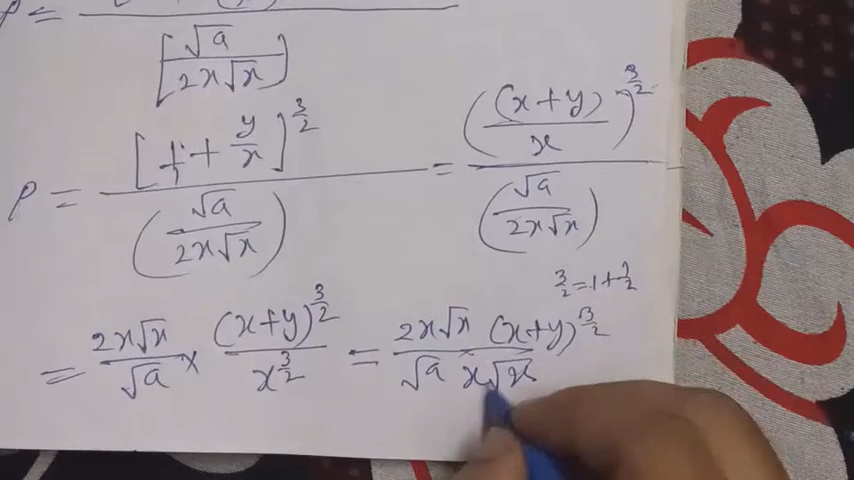 ρ =
[√a / 2x√x]
ρ = [1/1 + y/x]^(3/2) / (√a / 2x√x) = ((x+y)/x)^(3/2) / (√a / 2x√x)
3/2 = 1 + 1/2
= 2x√x / √a × (x+y)^(3/2) / x^(3/2) = 2x√x (x+y)^(3/2) / √a x√x